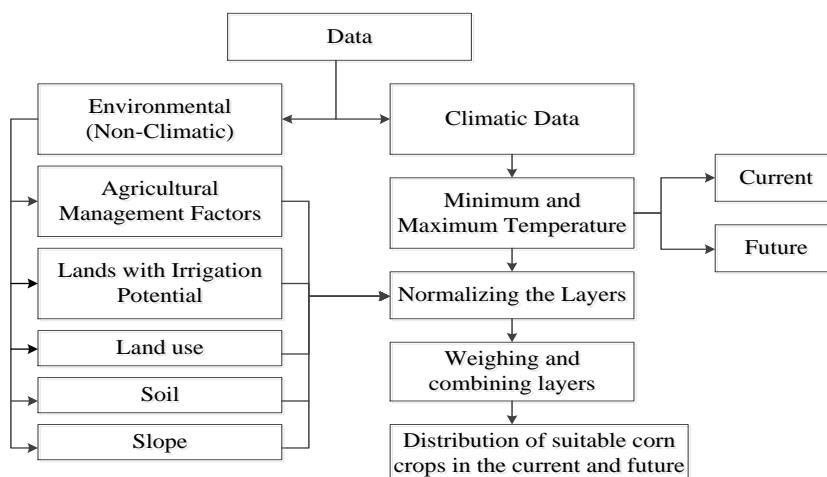 Data
Environmental
(Non-Climatic)
Climatic Data
Agricultural
Management Factors
Minimum and
Maximum Temperature
Current
Future
Lands with Irrigation
Potential
Normalizing the Layers
Land use
Weighing and
combining layers
Soil
Slope
Distribution of suitable corn
crops in the current and future